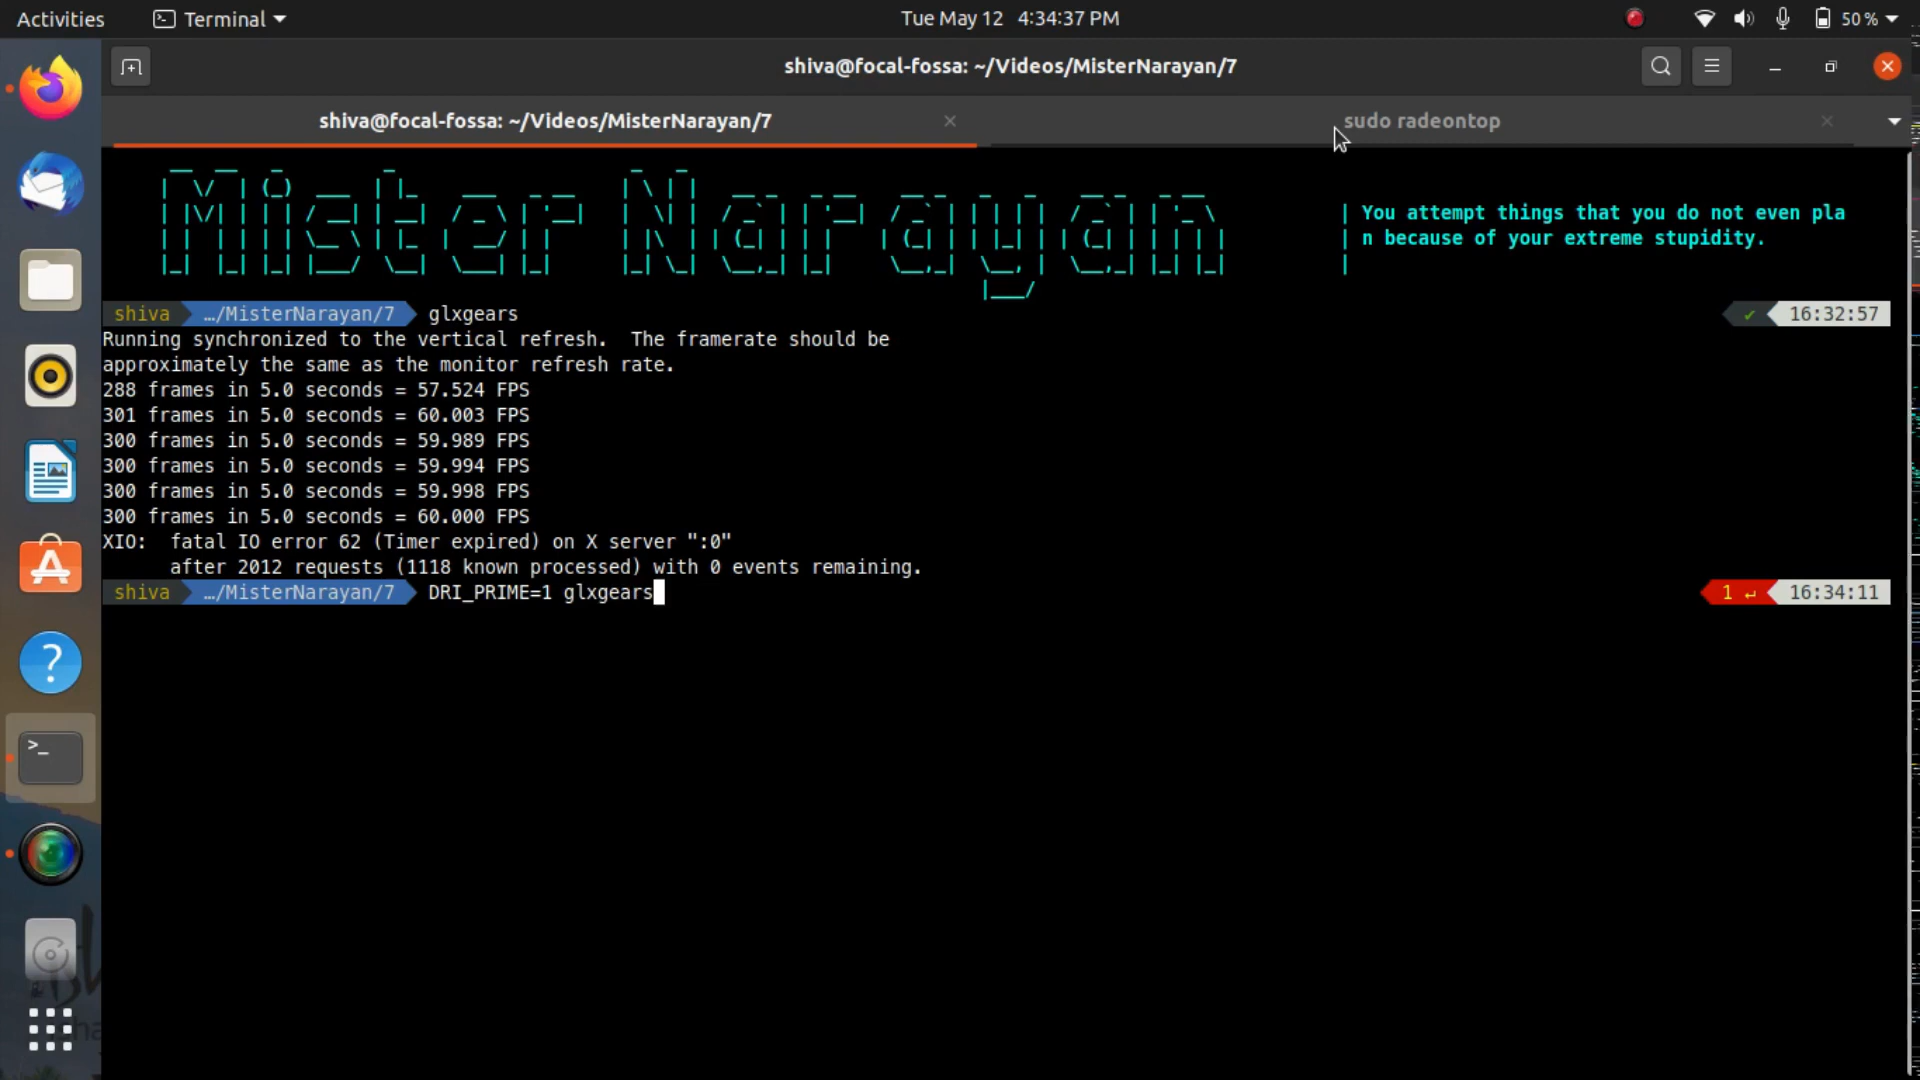 Activities
Terminal
Tue May 12 4:34:37 PM
50 %
shiva@focal-fossa: ~/Videos/MisterNarayan/7
shiva@focal-fossa: ~/Videos/MisterNarayan/7
sudo radeontop
Mister Narayan
| You attempt things that you do not even pla
| n because of your extreme stupidity.
|
shiva …/MisterNarayan/7 glxgears ✔ 16:32:57
Running synchronized to the vertical refresh.  The framerate should be
approximately the same as the monitor refresh rate.
288 frames in 5.0 seconds = 57.524 FPS
301 frames in 5.0 seconds = 60.003 FPS
300 frames in 5.0 seconds = 59.989 FPS
300 frames in 5.0 seconds = 59.994 FPS
300 frames in 5.0 seconds = 59.998 FPS
300 frames in 5.0 seconds = 60.000 FPS
XIO:  fatal IO error 62 (Timer expired) on X server ":0"
      after 2012 requests (1118 known processed) with 0 events remaining.
shiva …/MisterNarayan/7 DRI_PRIME=1 glxgears 1 ↵ 16:34:11